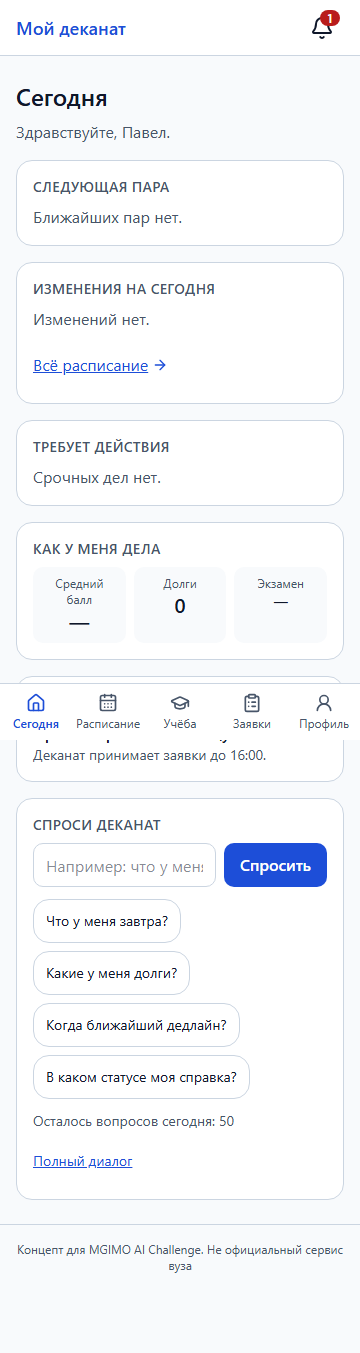 Мой деканат
1
Сегодня
Здравствуйте, Павел.
СЛЕДУЮЩАЯ ПАРА
Ближайших пар нет.
ИЗМЕНЕНИЯ НА СЕГОДНЯ
Изменений нет.
Всё расписание →
ТРЕБУЕТ ДЕЙСТВИЯ
Срочных дел нет.
КАК У МЕНЯ ДЕЛА
Средний
балл
—
Долги
0
Экзамен
—
Сегодня
Расписание
Учёба
Заявки
Профиль
Деканат принимает заявки до 16:00.
СПРОСИ ДЕКАНАТ
Например: что у меня
Спросить
Что у меня завтра?
Какие у меня долги?
Когда ближайший дедлайн?
В каком статусе моя справка?
Осталось вопросов сегодня: 50
Полный диалог
Концепт для MGIMO AI Challenge. Не официальный сервис
вуза